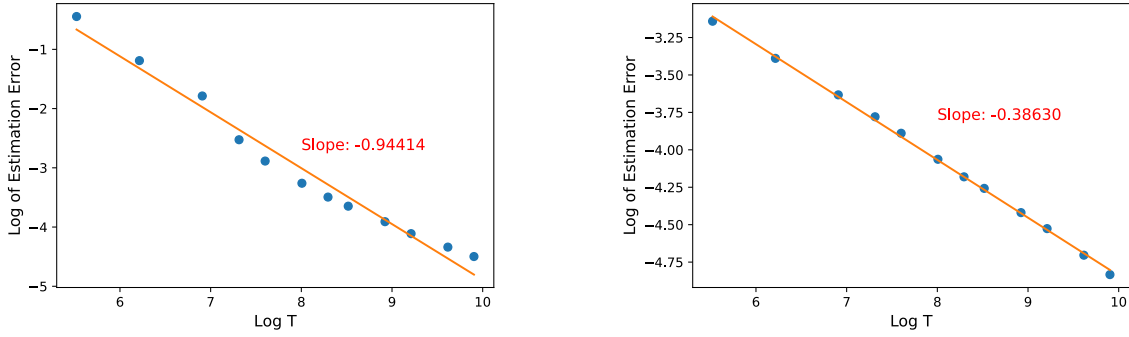 Log of Estimation Error
−1
−2
−3
−4
−5
Slope: -0.94414
6 7 8 9 10
Log T
Log of Estimation Error
−3.25
−3.50
−3.75
−4.00
−4.25
−4.50
−4.75
Slope: -0.38630
6 7 8 9 10
Log T